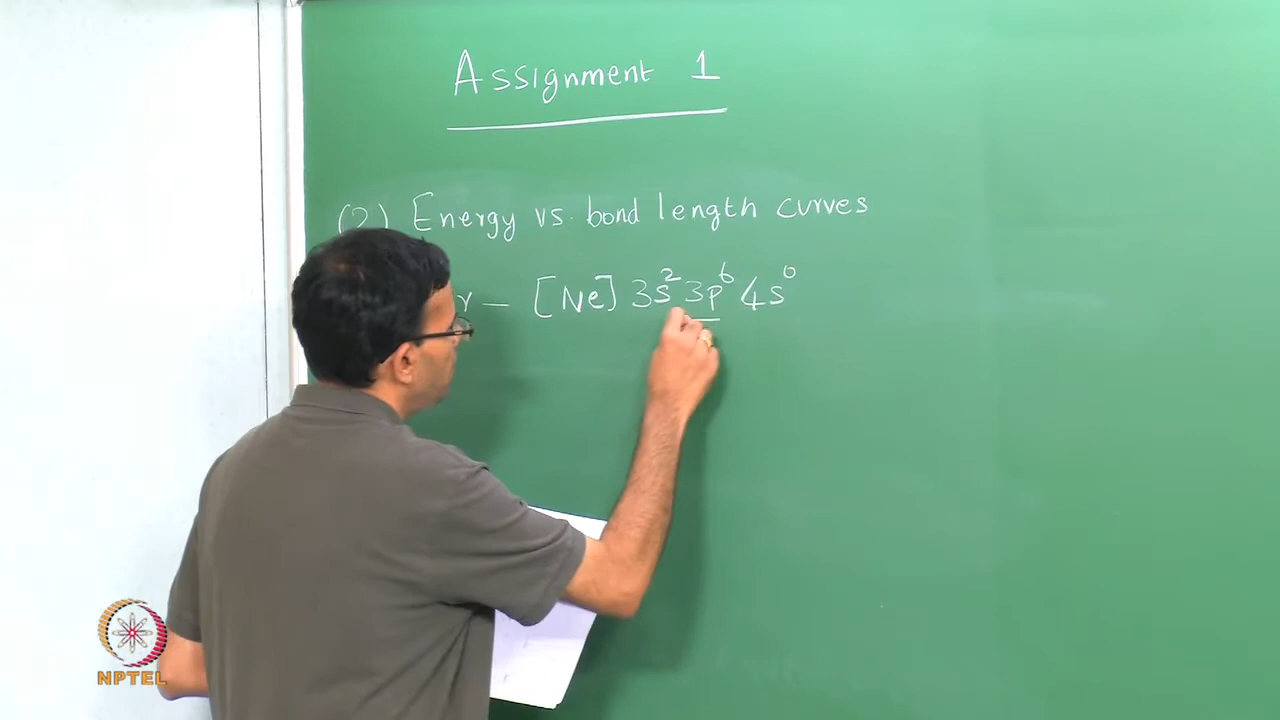 Assignment 1
(2) Energy vs. bond length curves
r – [Ne] 3s² 3p⁶ 4s⁰
NPTEL